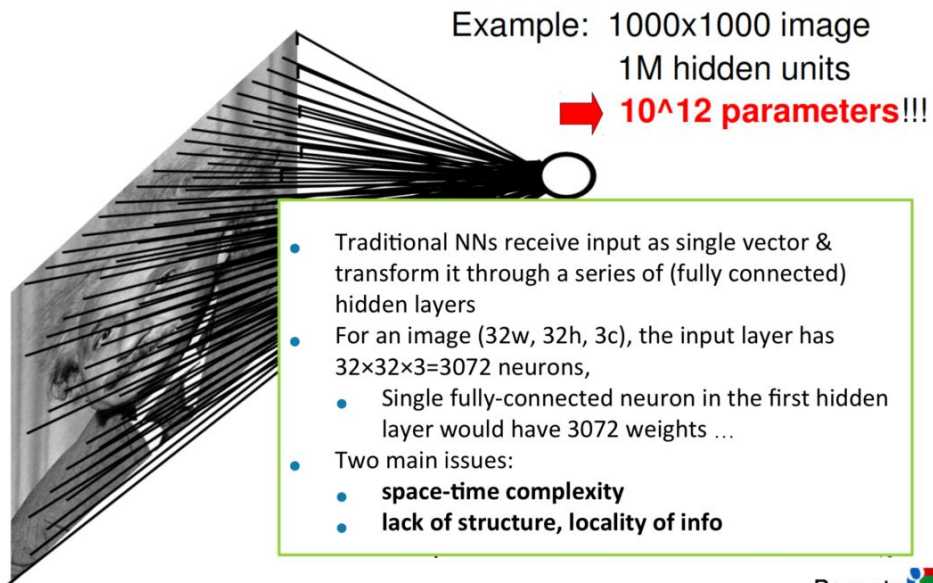 Example: 1000x1000 image
1M hidden units
10^12 parameters!!!
Traditional NNs receive input as single vector &
transform it through a series of (fully connected)
hidden layers
For an image (32w, 32h, 3c), the input layer has
32×32×3=3072 neurons,
Single fully-connected neuron in the first hidden
layer would have 3072 weights ...
Two main issues:
space-time complexity
lack of structure, locality of info